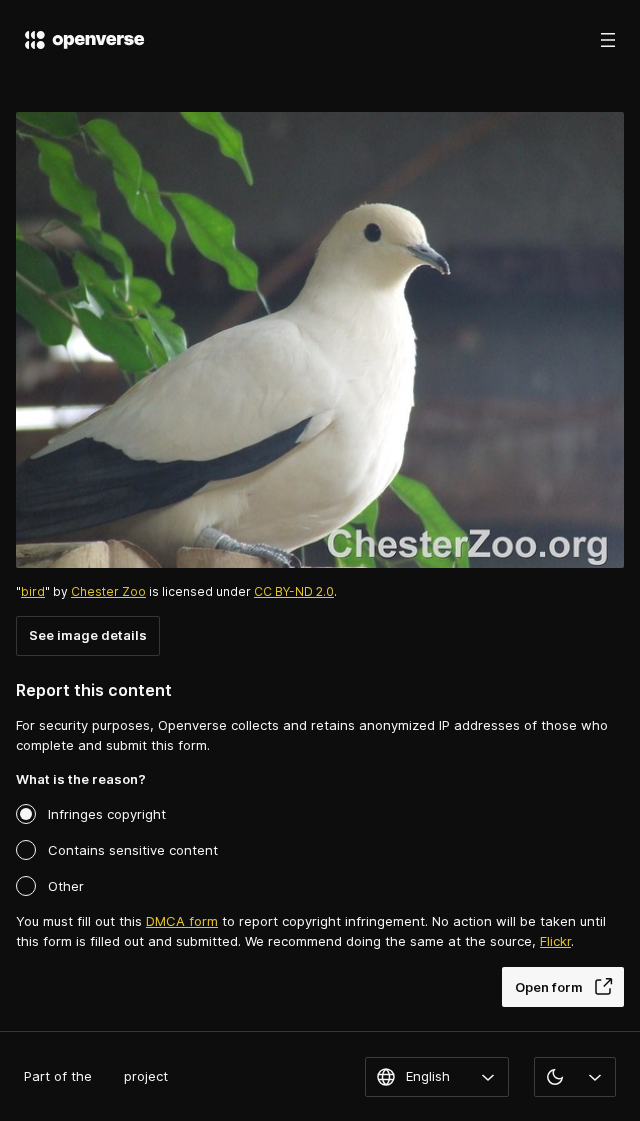 openverse
ChesterZoo.org
"bird" by Chester Zoo is licensed under CC BY-ND 2.0.
See image details
Report this content
For security purposes, Openverse collects and retains anonymized IP addresses of those who
complete and submit this form.
What is the reason?
Infringes copyright
Contains sensitive content
Other
You must fill out this DMCA form to report copyright infringement. No action will be taken until
this form is filled out and submitted. We recommend doing the same at the source, Flickr.
Open form
Part of the project
English